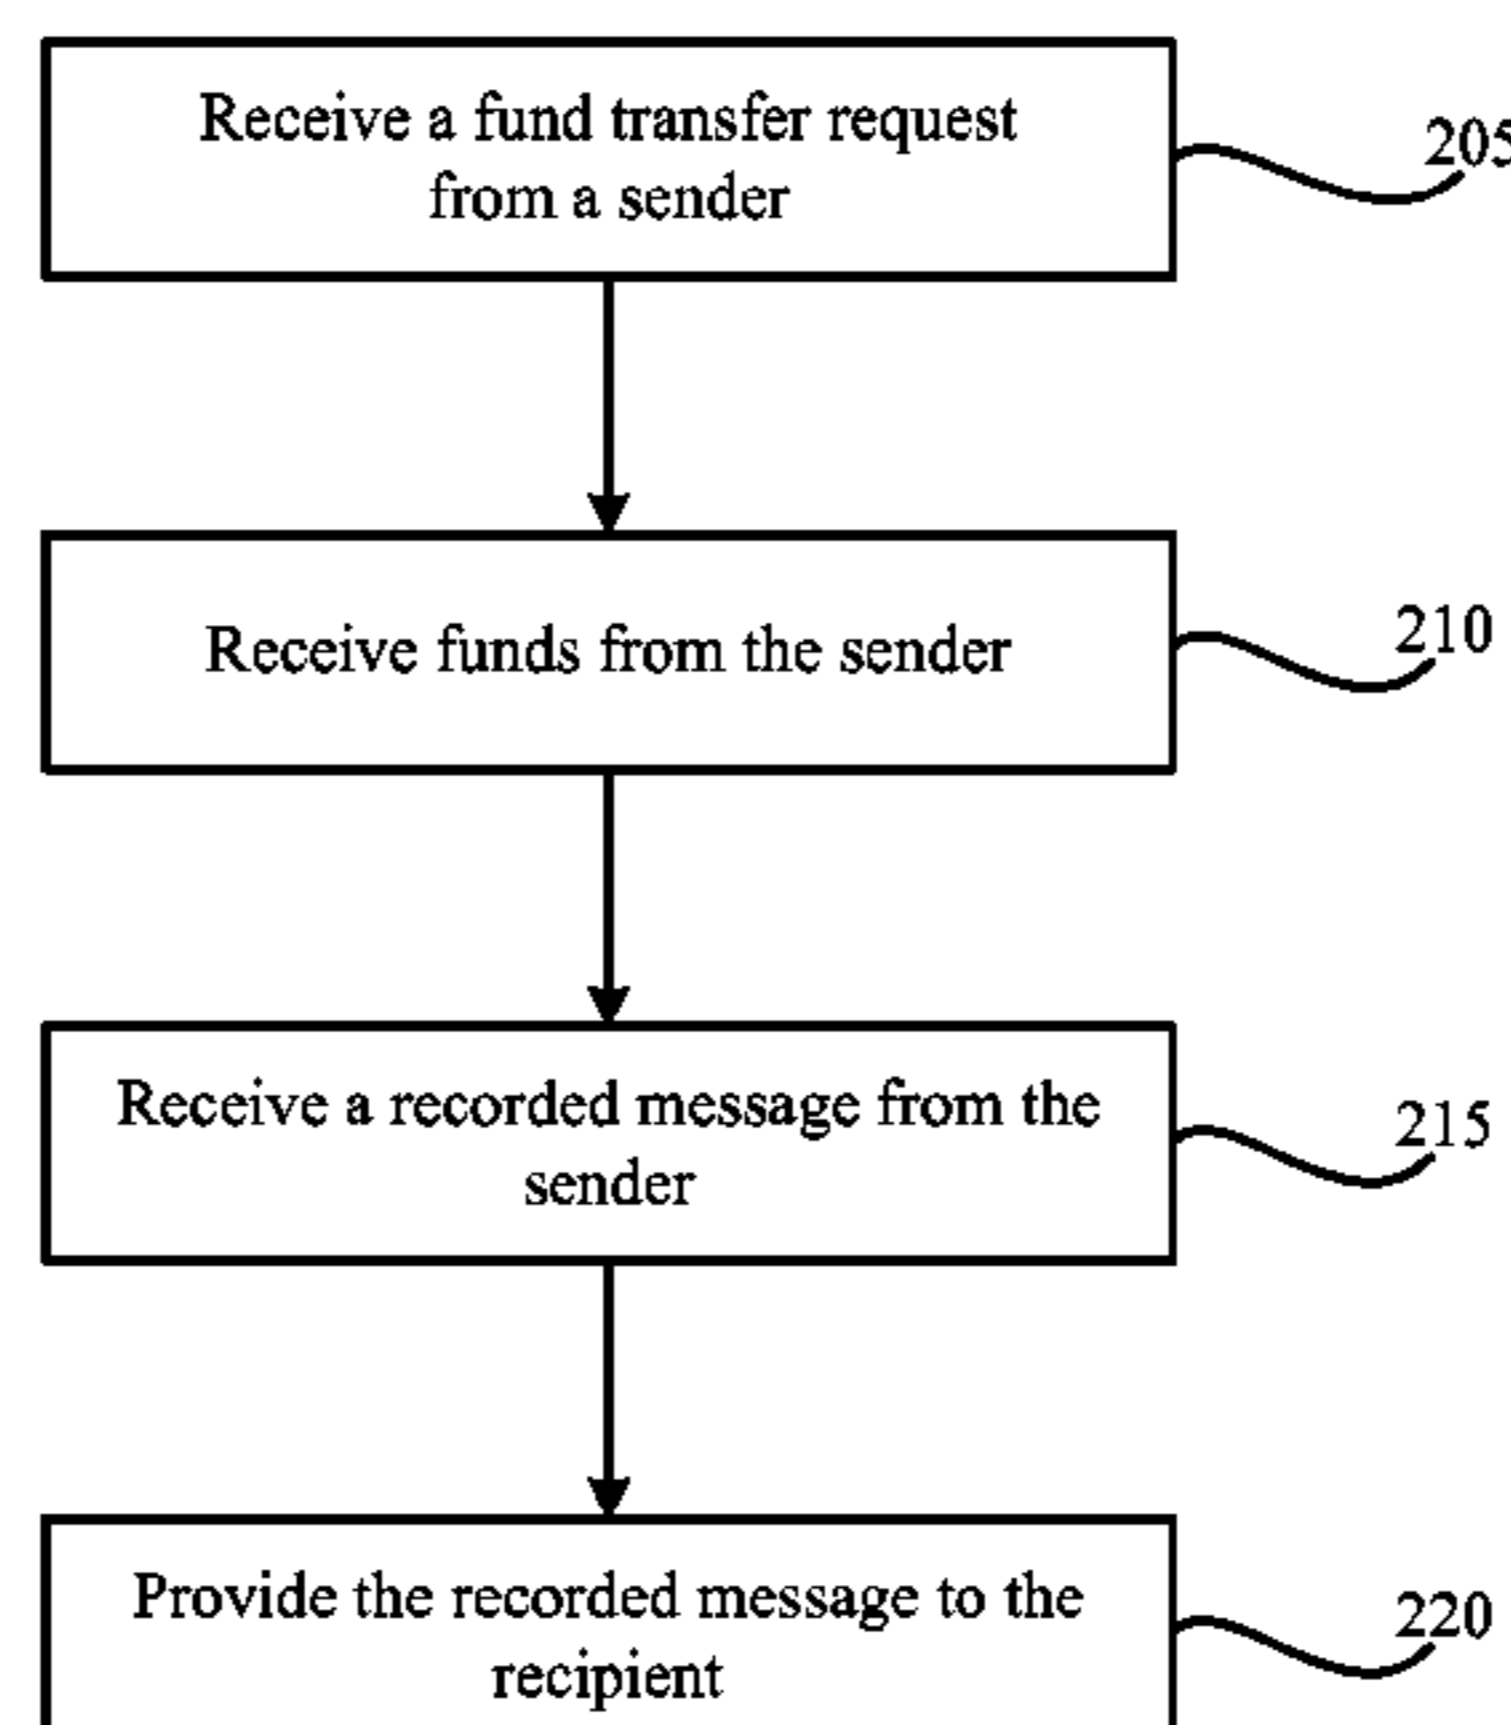 Receive a fund transfer request
from a sender
205
Receive funds from the sender
210
Receive a recorded message from the
sender
215
Provide the recorded message to the
recipient
220